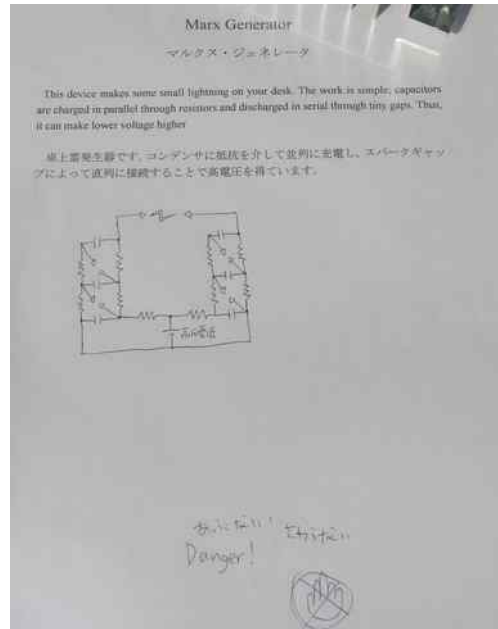 Marx Generator
マルクス・ジェネレータ
This device makes some small lightning on your desk. The work is simple; capacitors
are charged in parallel through resistors and discharged in serial through tiny gaps. Thus,
it can make lower voltage higher
卓上雷発生器です。コンデンサに抵抗を介して並列に充電し、スパークギャッ
プによって直列に接続することで高電圧を得ています。
あぶない! さわらない
Danger!